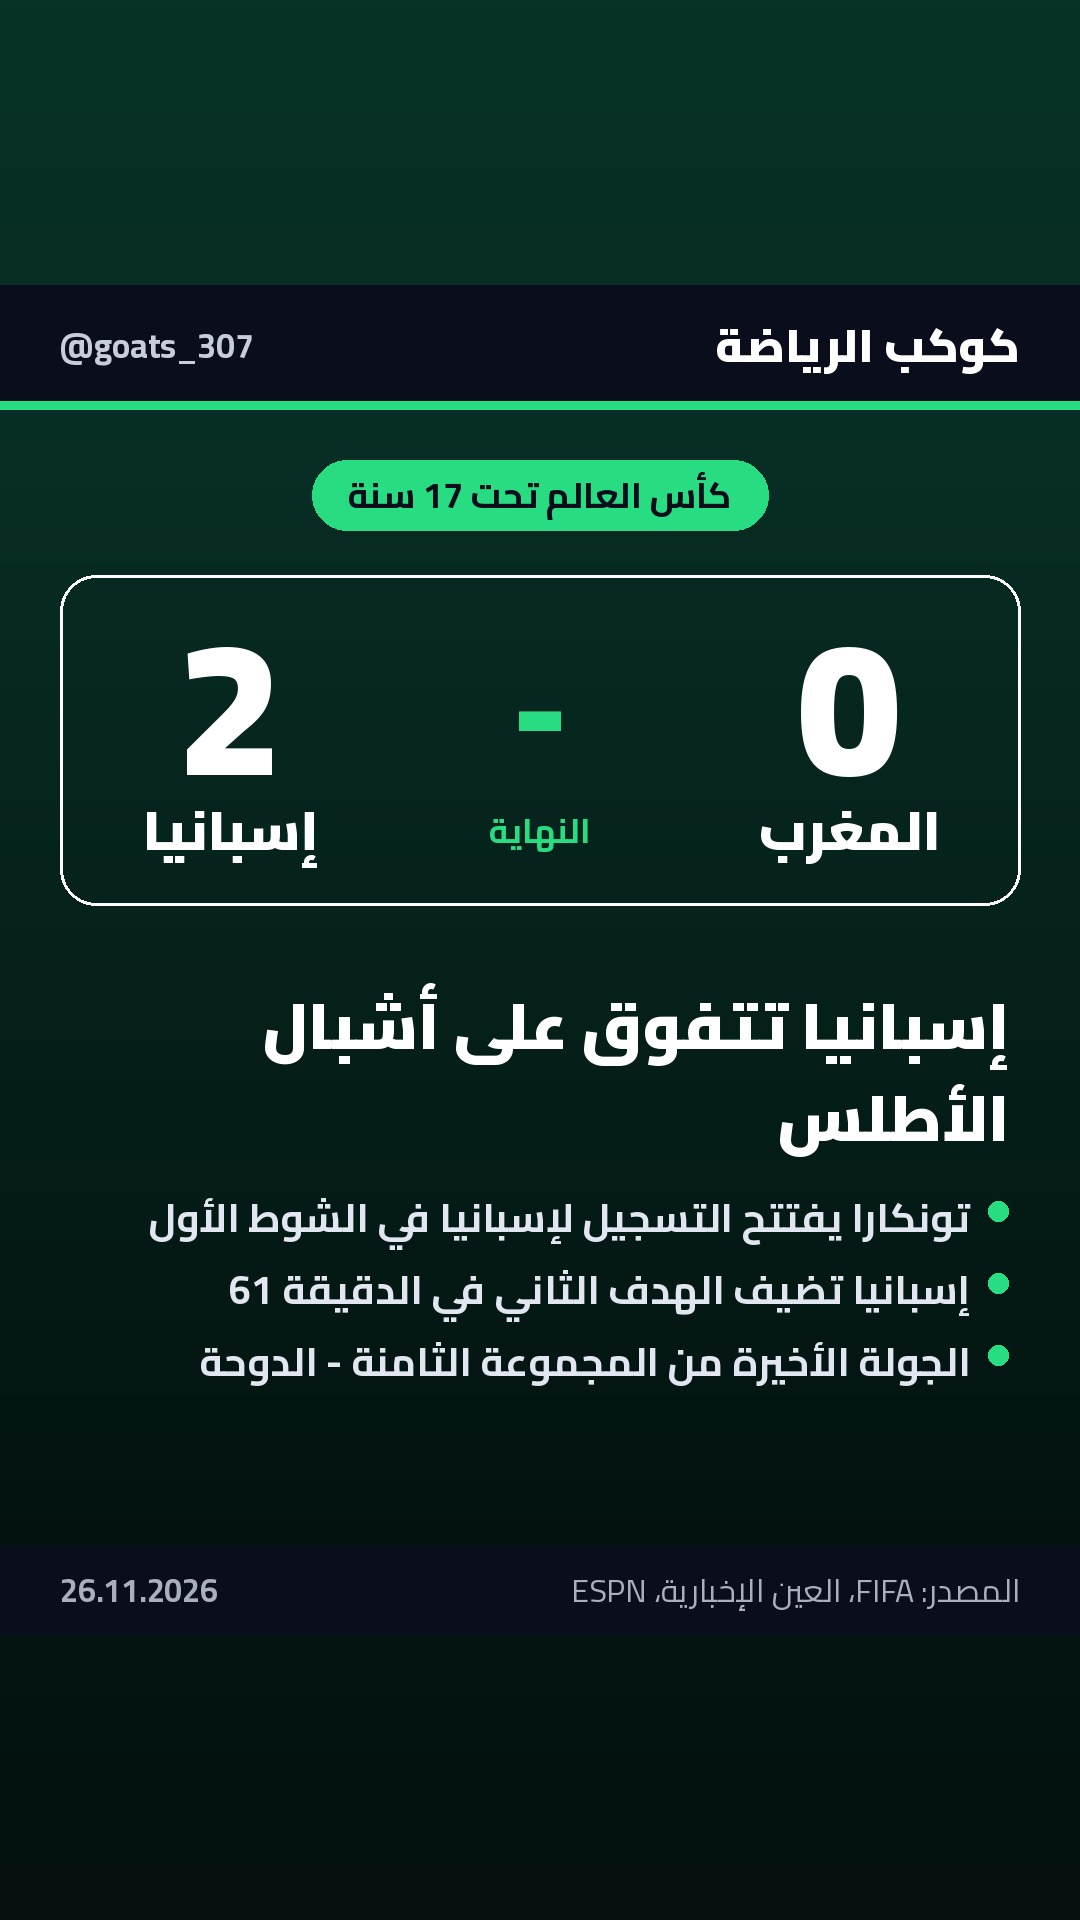 كوكب الرياضة
@goats_307
كأس العالم تحت 17 سنة
0 - 2
المغرب النهاية إسبانيا
إسبانيا تتفوق على أشبال
الأطلس
تونكارا يفتتح التسجيل لإسبانيا في الشوط الأول
إسبانيا تضيف الهدف الثاني في الدقيقة 61
الجولة الأخيرة من المجموعة الثامنة - الدوحة
المصدر: FIFA، العين الإخبارية، ESPN
26.11.2026